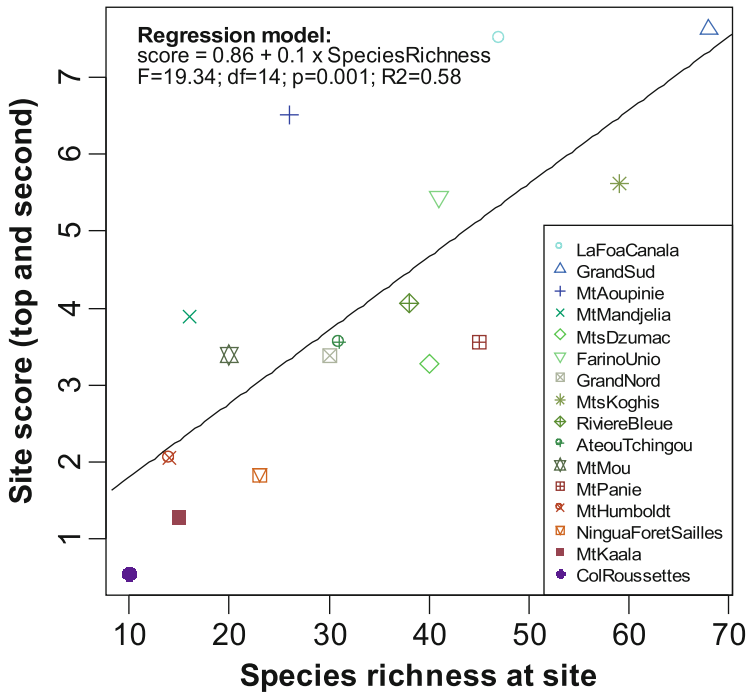 Regression model:
score = 0.86 + 0.1 x SpeciesRichness
F=19.34; df=14; p=0.001; R2=0.58
Site score (top and second)
7
6
5
4
3
2
1
LaFoaCanala
GrandSud
MtAoupinie
MtMandjelia
MtsDzumac
FarinoUnio
GrandNord
MtsKoghis
RiviereBleue
AteouTchingou
MtMou
MtPanie
MtHumboldt
NinguaForetSailles
MtKaala
ColRoussettes
10 20 30 40 50 60 70
Species richness at site